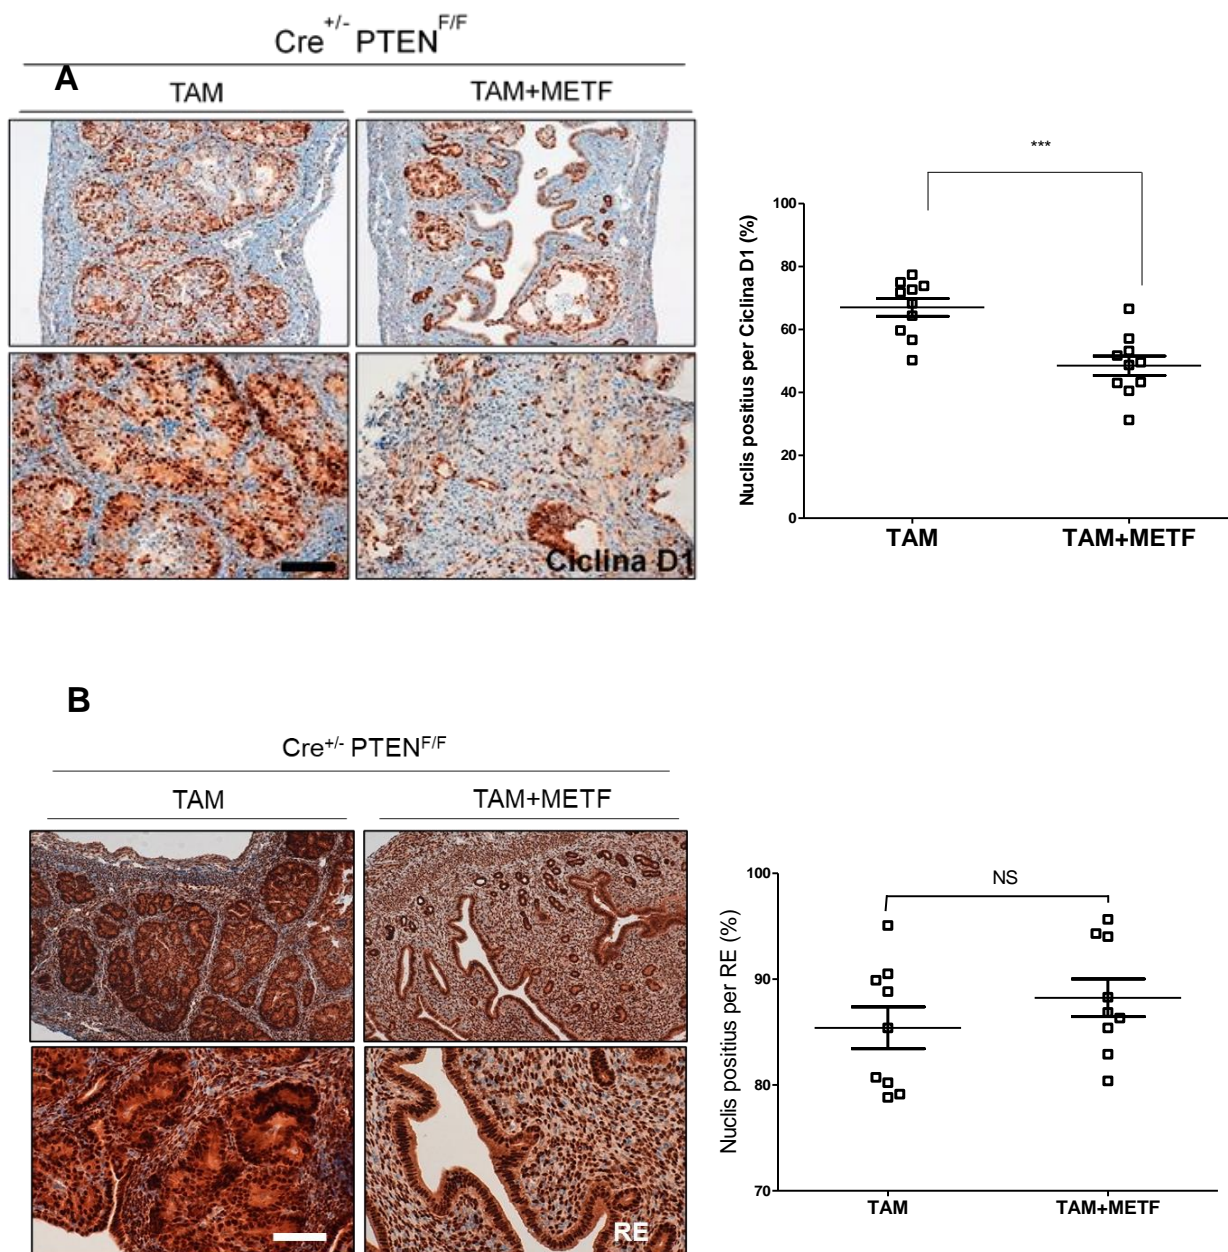 Cre+/- PTENF/F
A
TAM
TAM+METF
Ciclina D1
***
Nuclis positius per Ciclina D1 (%)
100
80
60
40
20
0
TAM
TAM+METF
B
Cre+/- PTENF/F
TAM
TAM+METF
RE
NS
Nuclis positius per RE (%)
100
90
80
70
TAM
TAM+METF